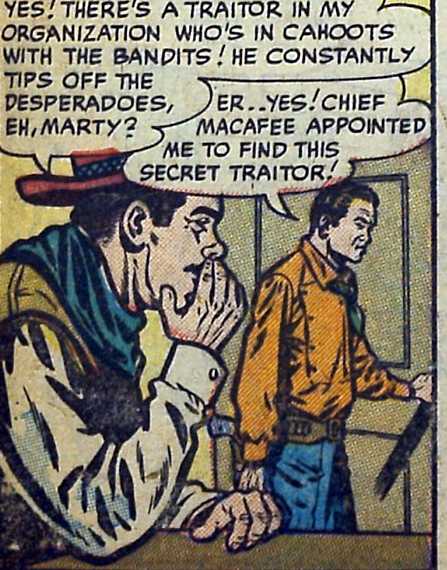 YES! THERE'S A TRAITOR IN MY
ORGANIZATION WHO'S IN CAHOOTS
WITH THE BANDITS! HE CONSTANTLY
TIPS OFF THE
DESPERADOES,
EH, MARTY?
ER..YES! CHIEF
MACAFEE APPOINTED
ME TO FIND THIS
SECRET TRAITOR!